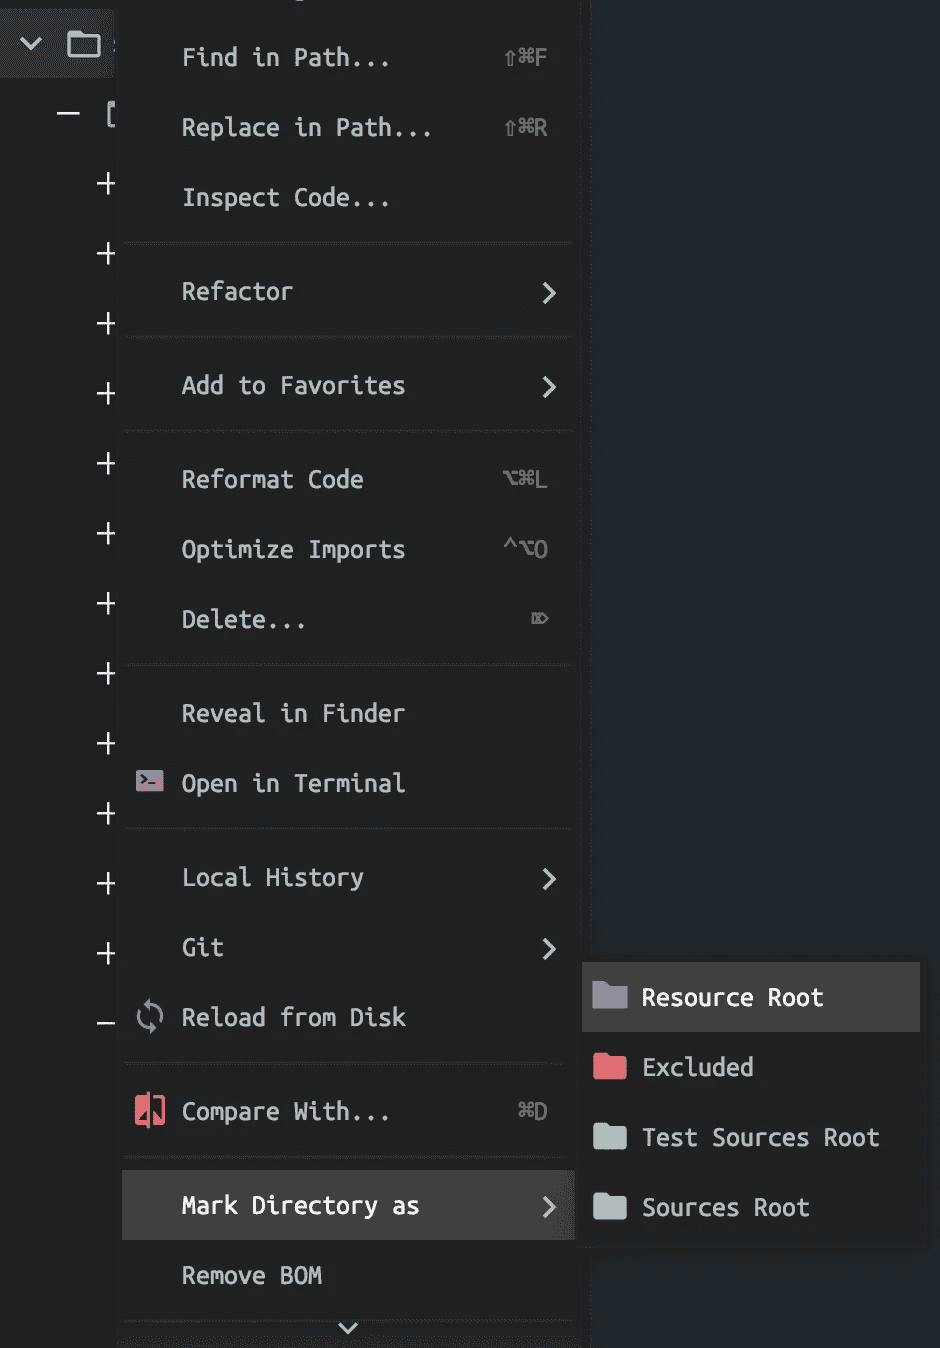 Find in Path... ⇧⌘F
Replace in Path... ⇧⌘R
Inspect Code...
Refactor
Add to Favorites
Reformat Code ⌥⌘L
Optimize Imports ^⌥O
Delete... ⌦
Reveal in Finder
Open in Terminal
Local History
Git
Reload from Disk
Compare With... ⌘D
Mark Directory as
Remove BOM
Resource Root
Excluded
Test Sources Root
Sources Root